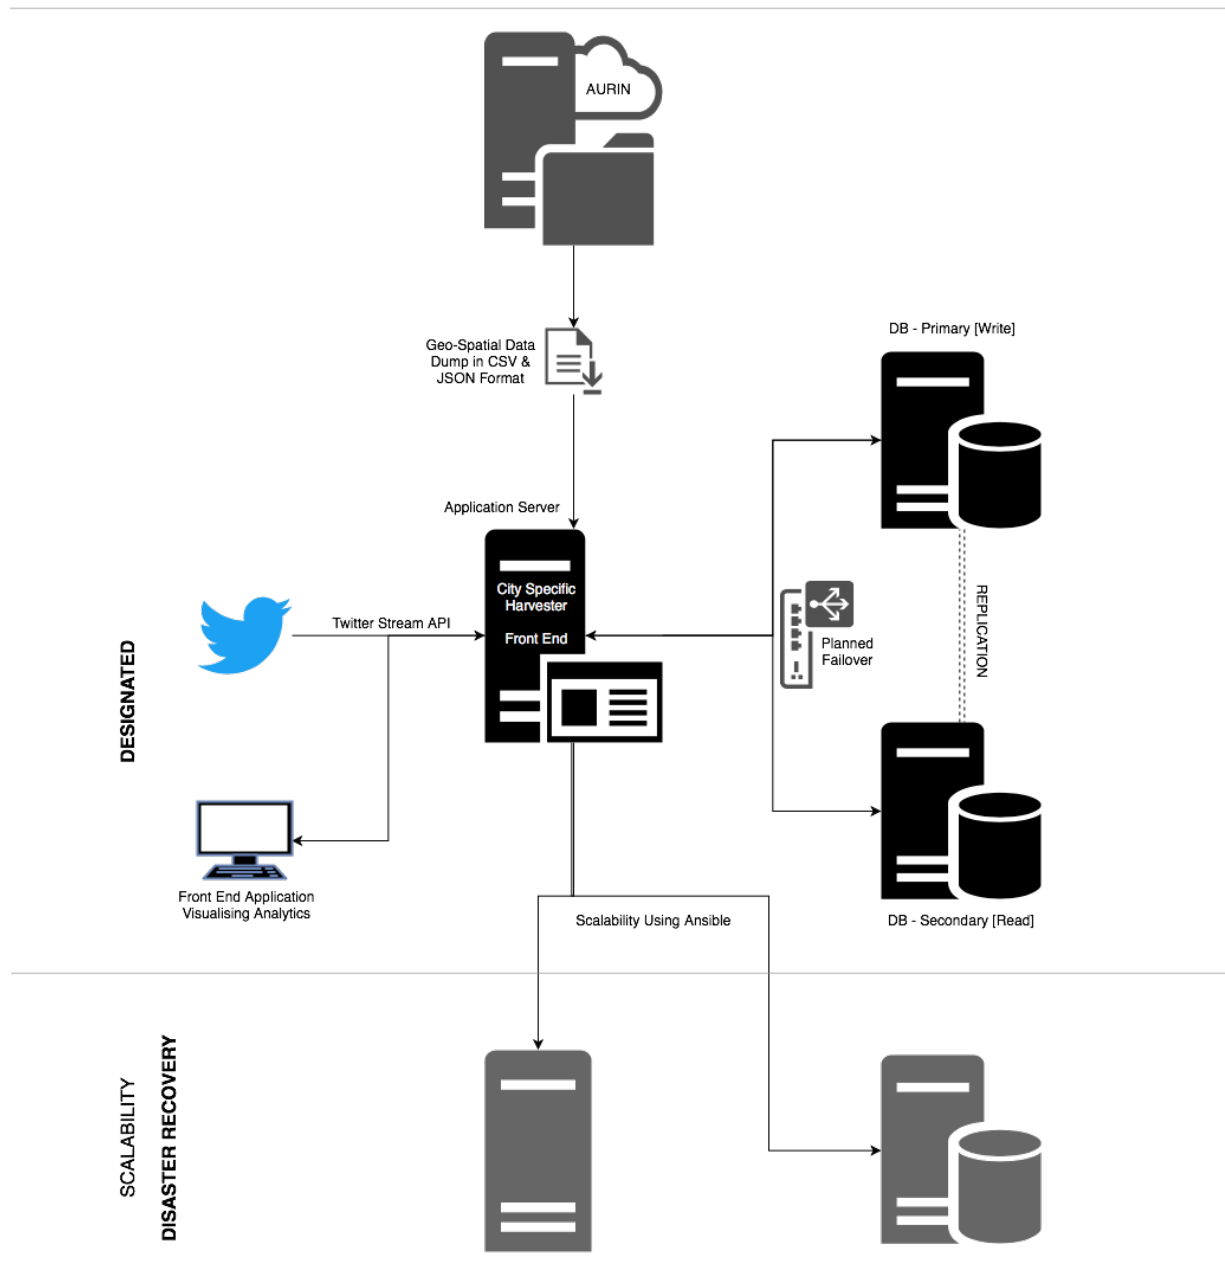 AURIN
Geo-Spatial Data
Dump in CSV &
JSON Format
DB - Primary [Write]
Application Server
City Specific
Harvester
Front End
Twitter Stream API
Planned
Failover
REPLICATION
DESIGNATED
Front End Application
Visualising Analytics
Scalability Using Ansible
DB - Secondary [Read]
SCALABILITY
DISASTER RECOVERY